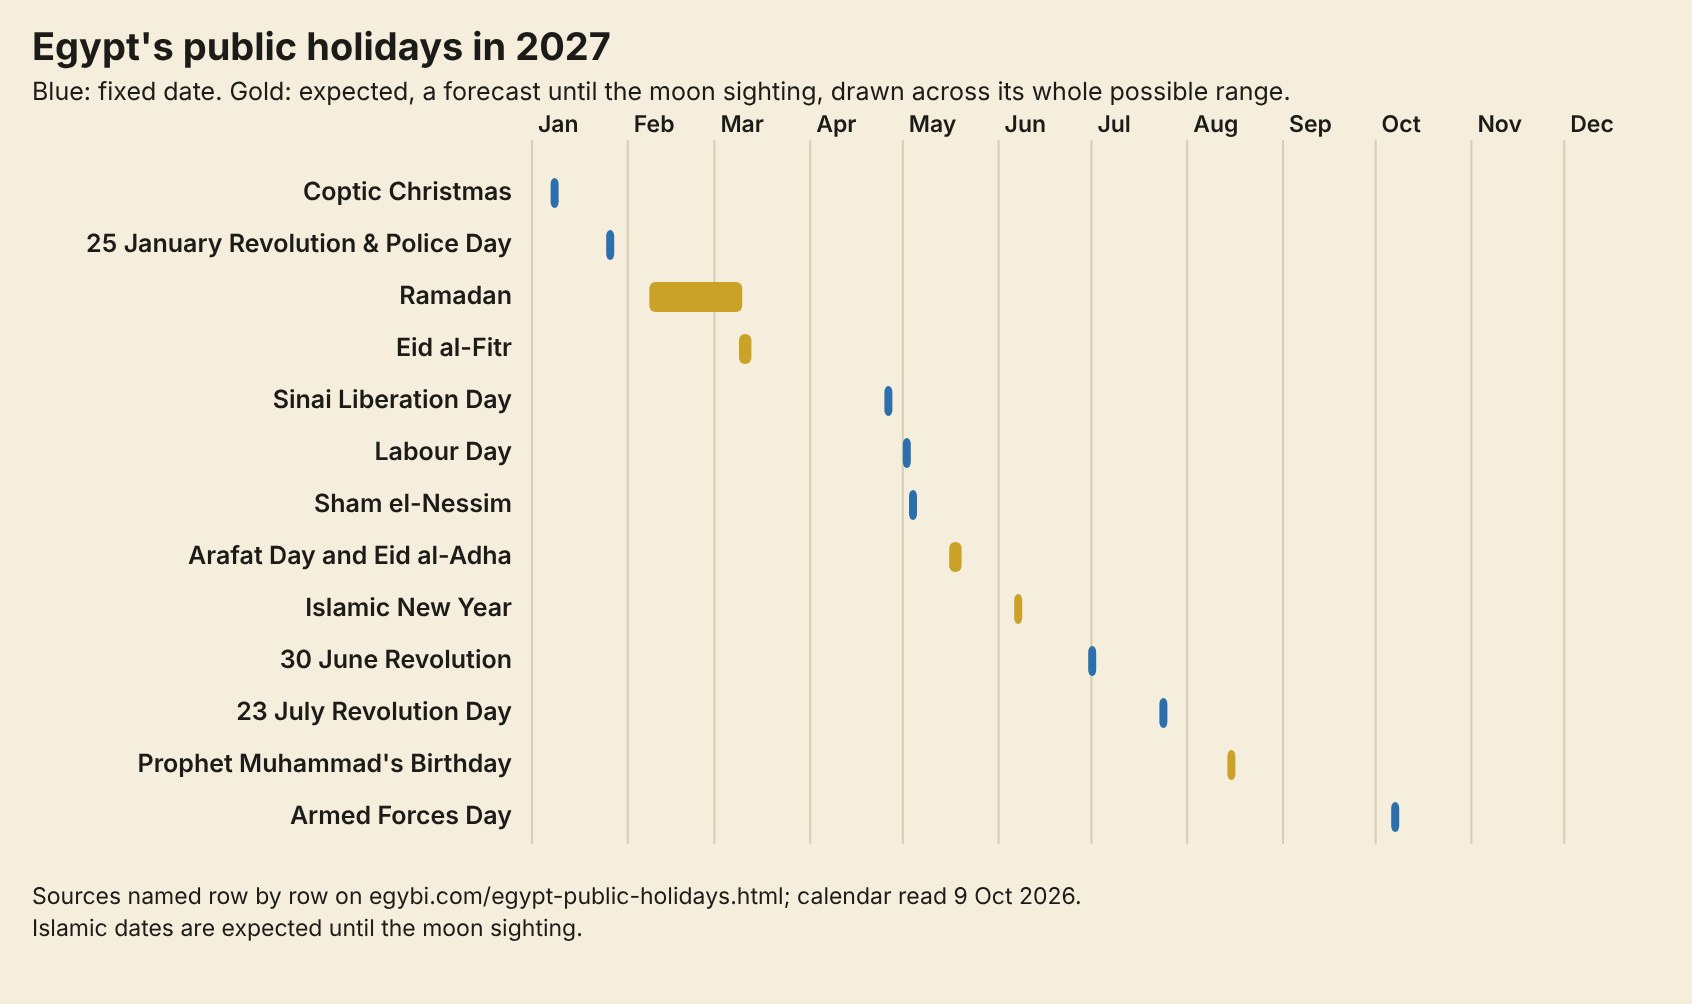 Egypt's public holidays in 2027
Blue: fixed date. Gold: expected, a forecast until the moon sighting, drawn across its whole possible range.
Jan Feb Mar Apr May Jun Jul Aug Sep Oct Nov Dec
Coptic Christmas
25 January Revolution & Police Day
Ramadan
Eid al-Fitr
Sinai Liberation Day
Labour Day
Sham el-Nessim
Arafat Day and Eid al-Adha
Islamic New Year
30 June Revolution
23 July Revolution Day
Prophet Muhammad's Birthday
Armed Forces Day
Sources named row by row on egybi.com/egypt-public-holidays.html; calendar read 9 Oct 2026.
Islamic dates are expected until the moon sighting.